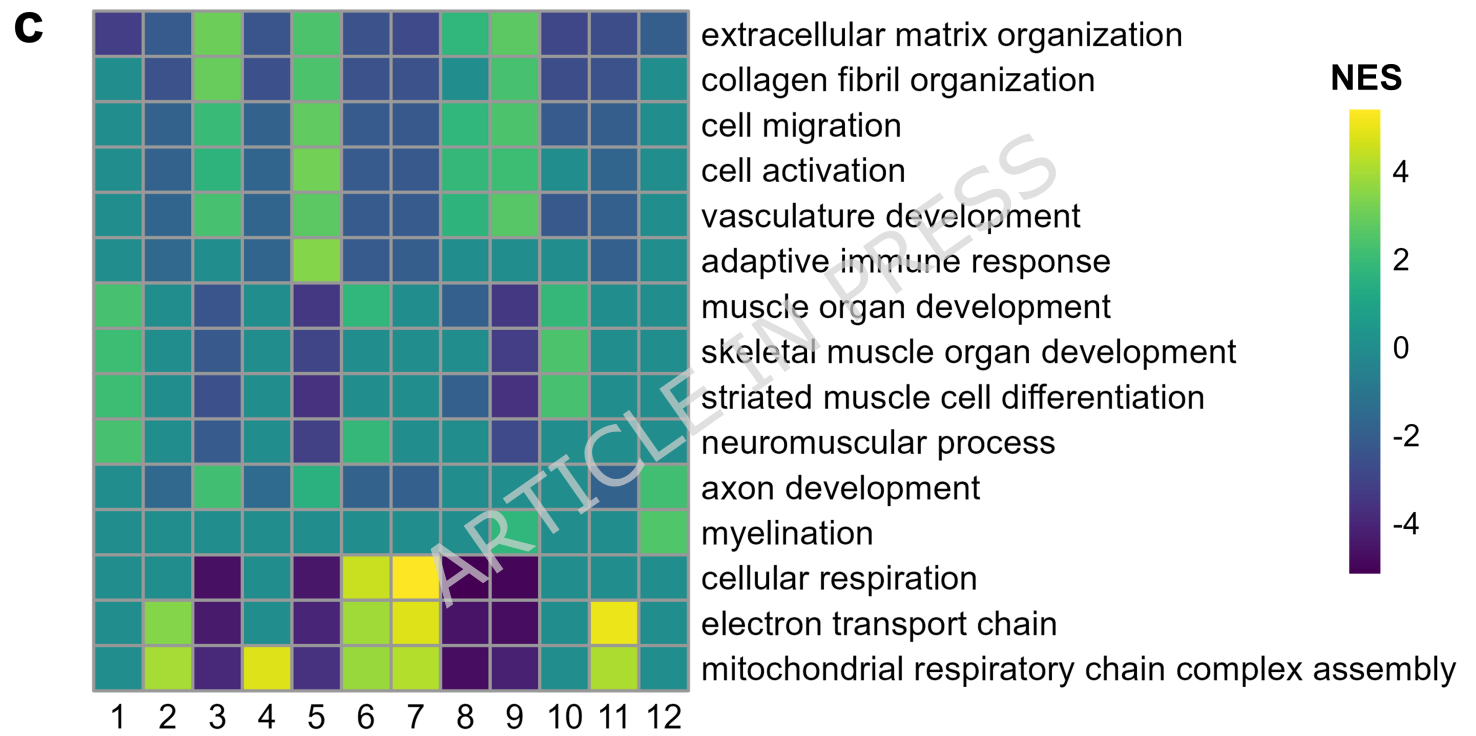 c
extracellular matrix organization
collagen fibril organization
cell migration
cell activation
vasculature development
adaptive immune response
muscle organ development
skeletal muscle organ development
striated muscle cell differentiation
neuromuscular process
axon development
myelination
cellular respiration
electron transport chain
mitochondrial respiratory chain complex assembly
1 2 3 4 5 6 7 8 9 10 11 12
NES
4
2
0
-2
-4
ARTICLE IN PRESS